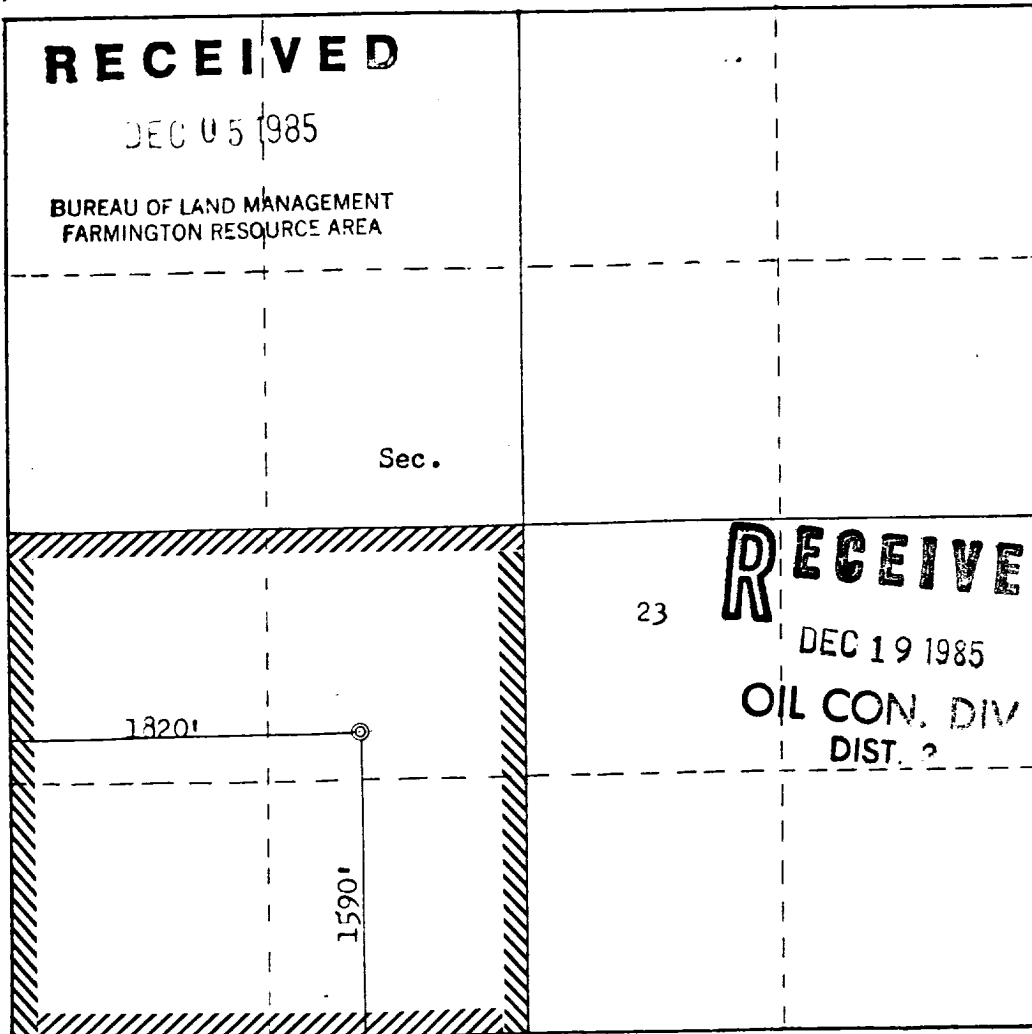 RECEIVED
DEC 05 1985
BUREAU OF LAND MANAGEMENT
FARMINGTON RESOURCE AREA
Sec.
23
RECEIVE
DEC 19 1985
OIL CON. DIV
DIST.
1820'
1590'